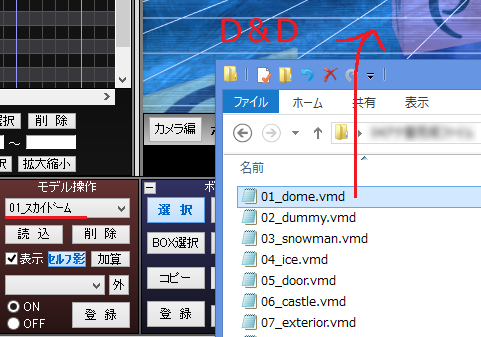 D&D
選択
削 除
～
択
拡大縮小
カメラ編
モデル操作
01_スカイドーム
読 込
削 除
表示
セルフ影
加算
外
ON
OFF
登 録
ボ
選 択
BOX選択
コピー
登 録
ファイル
ホーム
共有
表示
名前
01_dome.vmd
02_dummy.vmd
03_snowman.vmd
04_ice.vmd
05_door.vmd
06_castle.vmd
07_exterior.vmd